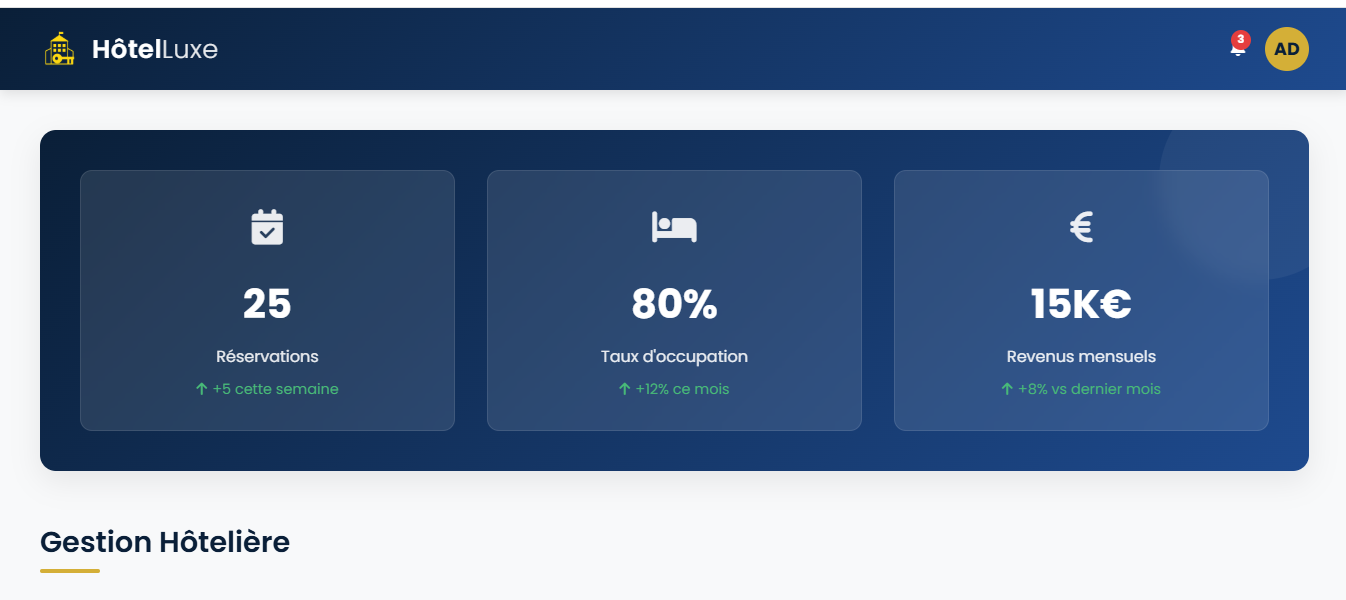 HôtelLuxe
3
AD
25
Réservations
+5 cette semaine
80%
Taux d'occupation
+12% ce mois
15K€
Revenus mensuels
+8% vs dernier mois
Gestion Hôtelière